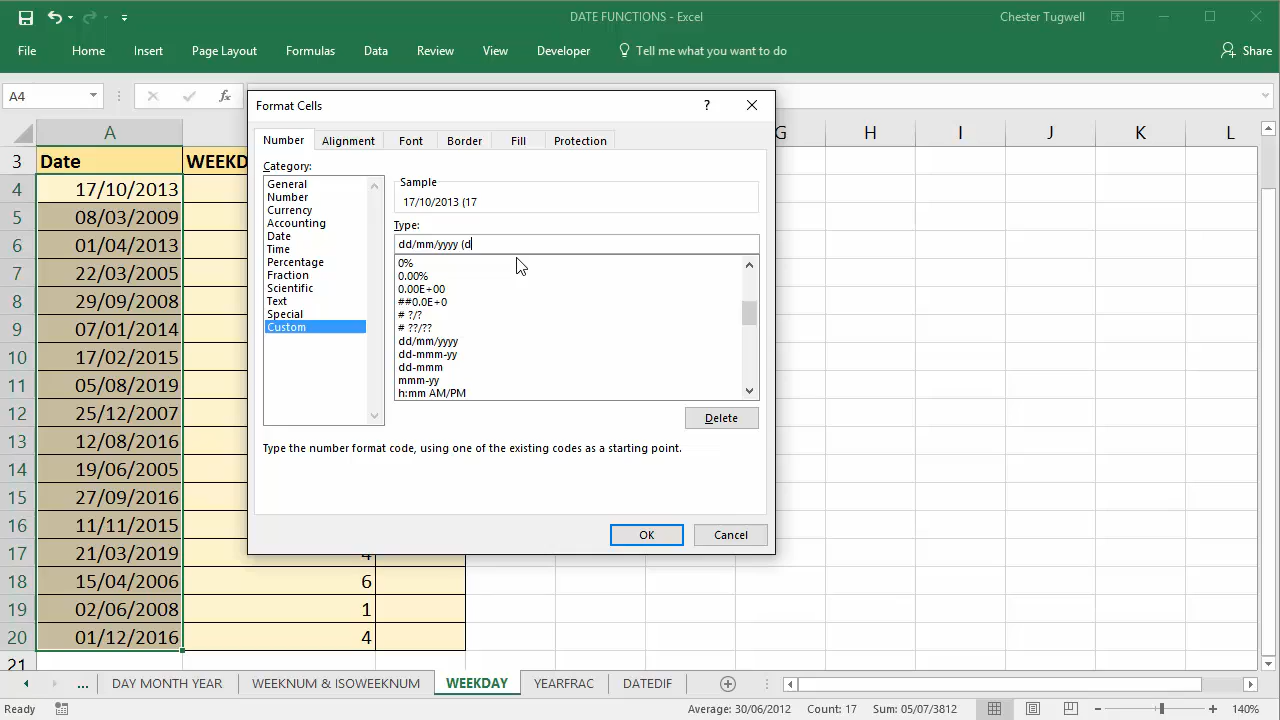 DATE FUNCTIONS - Excel
Chester Tugwell
File Home Insert Page Layout Formulas Data Review View Developer Tell me what you want to do Share
A4 fx
A G H I J K L
3 Date WEEKD
4 17/10/2013
5 08/03/2009
6 01/04/2013
7 22/03/2005
8 29/09/2008
9 07/01/2014
10 17/02/2015
11 05/08/2019
12 25/12/2007
13 12/08/2016
14 19/06/2005
15 27/09/2016
16 11/11/2015
17 21/03/2019 4
18 15/04/2006 6
19 02/06/2008 1
20 01/12/2016 4
21
Format Cells ?
Number Alignment Font Border Fill Protection
Category:
General
Number
Currency
Accounting
Date
Time
Percentage
Fraction
Scientific
Text
Special
Custom
Sample
17/10/2013 (17
Type:
dd/mm/yyyy (d
0%
0.00%
0.00E+00
##0.0E+0
# ?/?
# ??/??
dd/mm/yyyy
dd-mmm-yy
dd-mmm
mmm-yy
h:mm AM/PM
Delete
Type the number format code, using one of the existing codes as a starting point.
OK Cancel
... DAY MONTH YEAR WEEKNUM & ISOWEEKNUM WEEKDAY YEARFRAC DATEDIF
Ready Average: 30/06/2012 Count: 17 Sum: 05/07/3812 140%